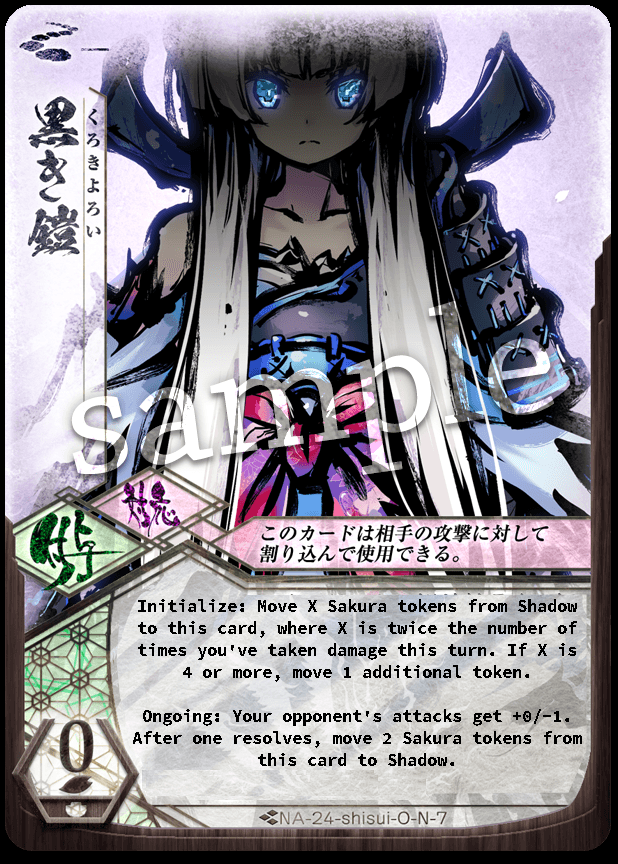 黒き鎧
くろきよろい
sample
対応
付与
このカードは相手の攻撃に対して
割り込んで使用できる。
Initialize: Move X Sakura tokens from Shadow
to this card, where X is twice the number of
times you've taken damage this turn. If X is
4 or more, move 1 additional token.
Ongoing: Your opponent's attacks get +0/-1.
After one resolves, move 2 Sakura tokens from
this card to Shadow.
0
NA-24-shisui-O-N-7